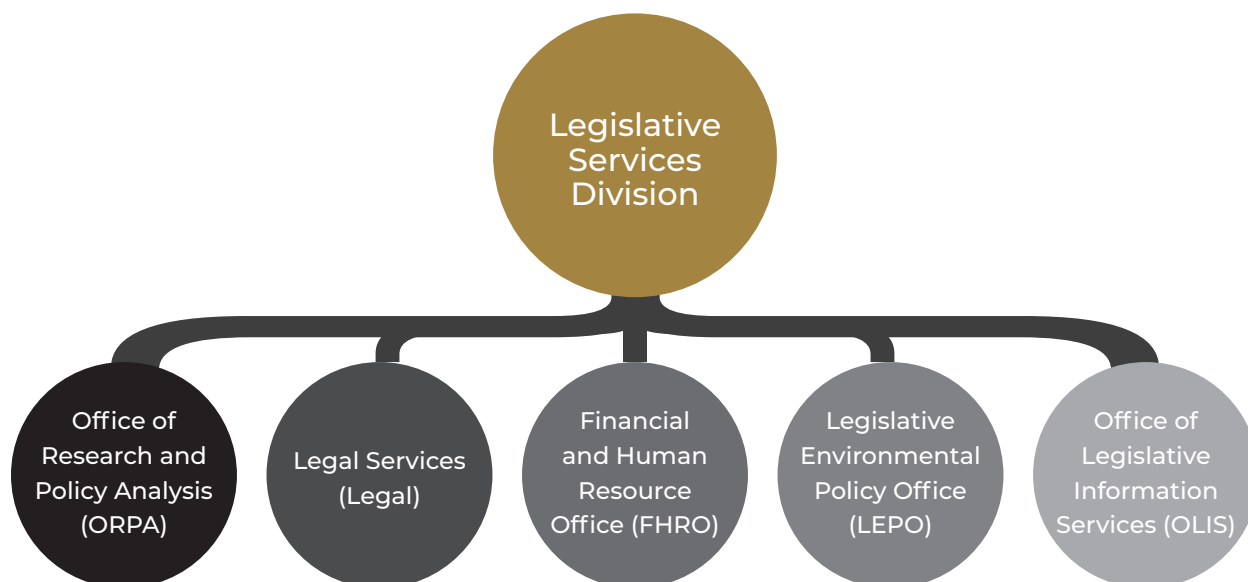 Legislative
Services
Division
Office of
Research and
Policy Analysis
(ORPA)
Legal Services
(Legal)
Financial
and Human
Resource
Office (FHRO)
Legislative
Environmental
Policy Office
(LEPO)
Office of
Legislative
Information
Services (OLIS)